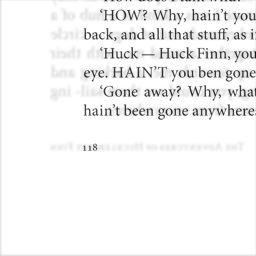 ‘HOW? Why, hain’t you
back, and all that stuff, as i
‘Huck — Huck Finn, you
eye. HAIN’T you ben gone
‘Gone away? Why, what
hain’t been gone anywhere
118